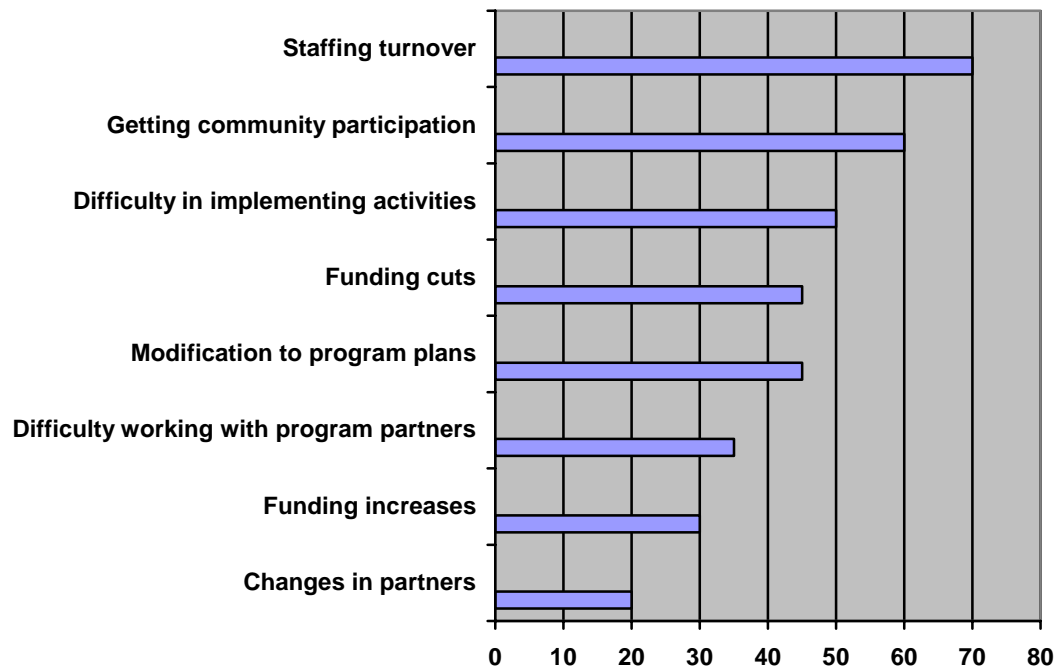 Staffing turnover
Getting community participation
Difficulty in implementing activities
Funding cuts
Modification to program plans
Difficulty working with program partners
Funding increases
Changes in partners
0 10 20 30 40 50 60 70 80